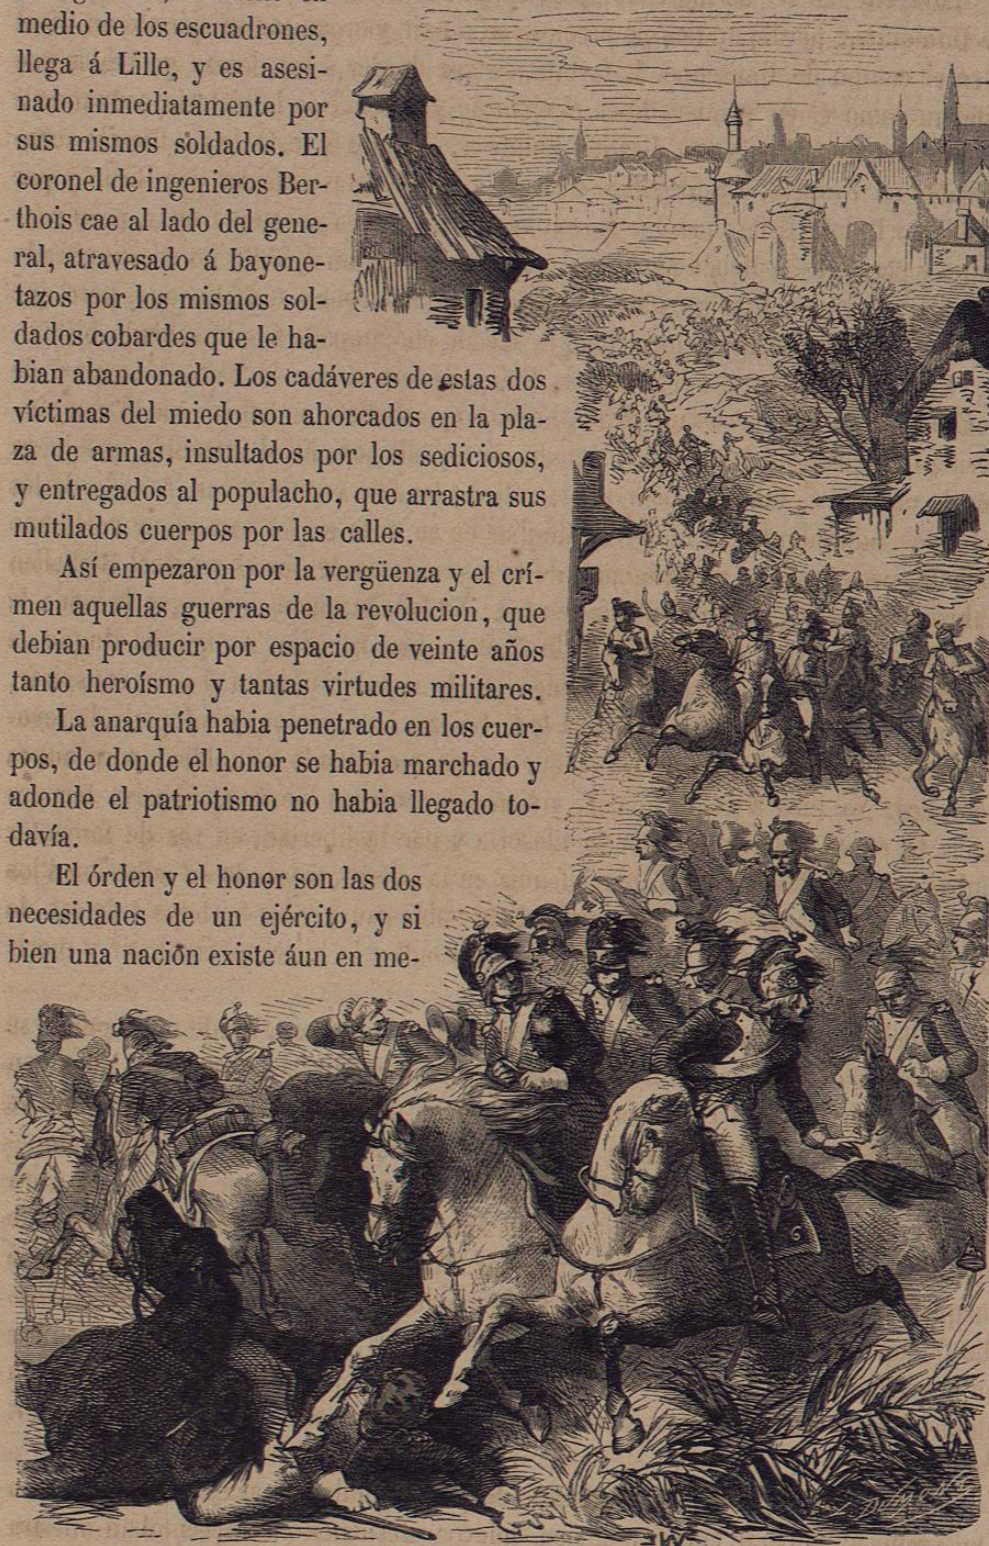 medio de los escuadrones,
llega á Lille, y es asesi-
nado inmediatamente por
sus mismos soldados. El
coronel de ingenieros Ber-
thois cae al lado del gene-
ral, atravesado á bayone-
tazos por los mismos sol-
dados cobardes que le ha-
bian abandonado. Los cadáveres de estas dos
víctimas del miedo son ahorcados en la pla-
za de armas, insultados por los sediciosos,
y entregados al populacho, que arrastra sus
mutilados cuerpos por las calles.
Así empezaron por la vergüenza y el crí-
men aquellas guerras de la revolucion, que
debian producir por espacio de veinte años
tanto heroísmo y tantas virtudes militares.
La anarquía habia penetrado en los cuer-
pos, de donde el honor se habia marchado y
adonde el patriotismo no habia llegado to-
davía.
El órden y el honor son las dos
necesidades de un ejército, y si
bien una nación existe áun en me-